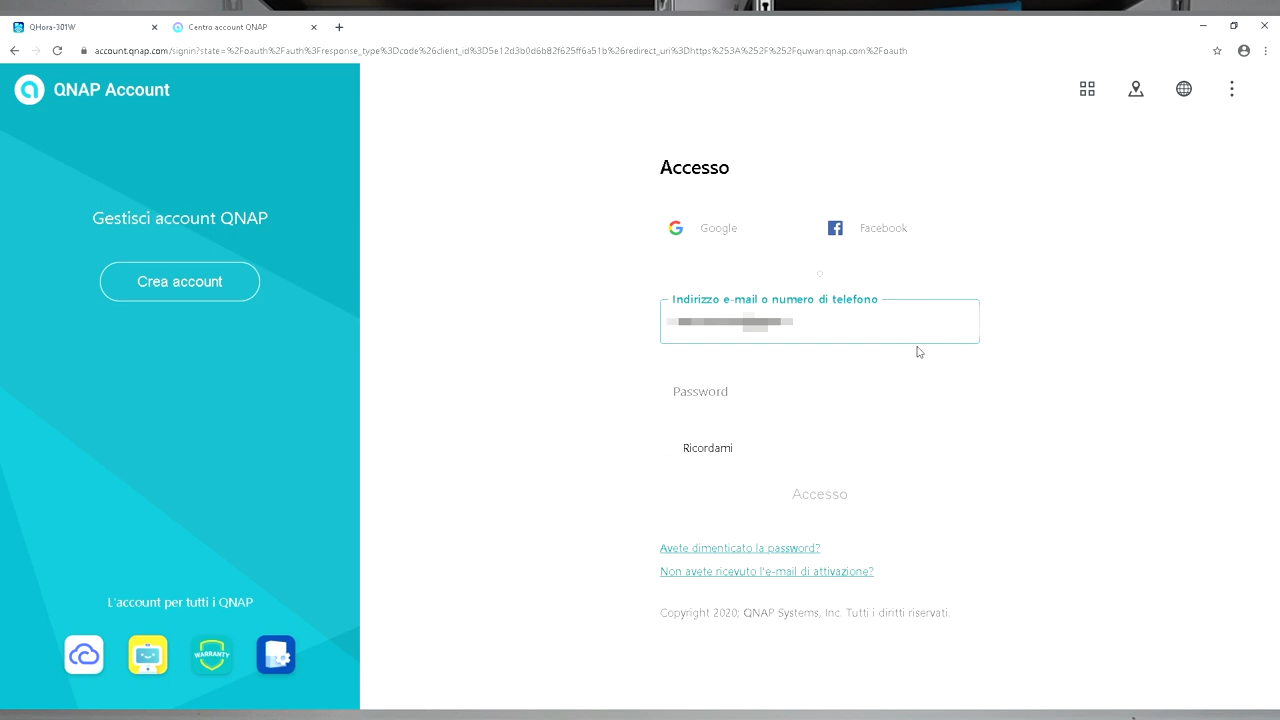 QHora-301W
Centro account QNAP
account.qnap.com/signin?state=%2Foauth%2Fauth%3Fresponse_type%3Dcode%26client_id%3D5e12d3b0d6b82f625ff6a51b%26redirect_uri%3Dhttps%253A%252F%252Fquwan.qnap.com%252Foauth
QNAP Account
Accesso
Gestisci account QNAP
Google
Facebook
Crea account
Indirizzo e-mail o numero di telefono
Password
Ricordami
Accesso
Avete dimenticato la password?
Non avete ricevuto l'e-mail di attivazione?
L'account per tutti i QNAP
Copyright 2020; QNAP Systems, Inc. Tutti i diritti riservati.
WARRANTY